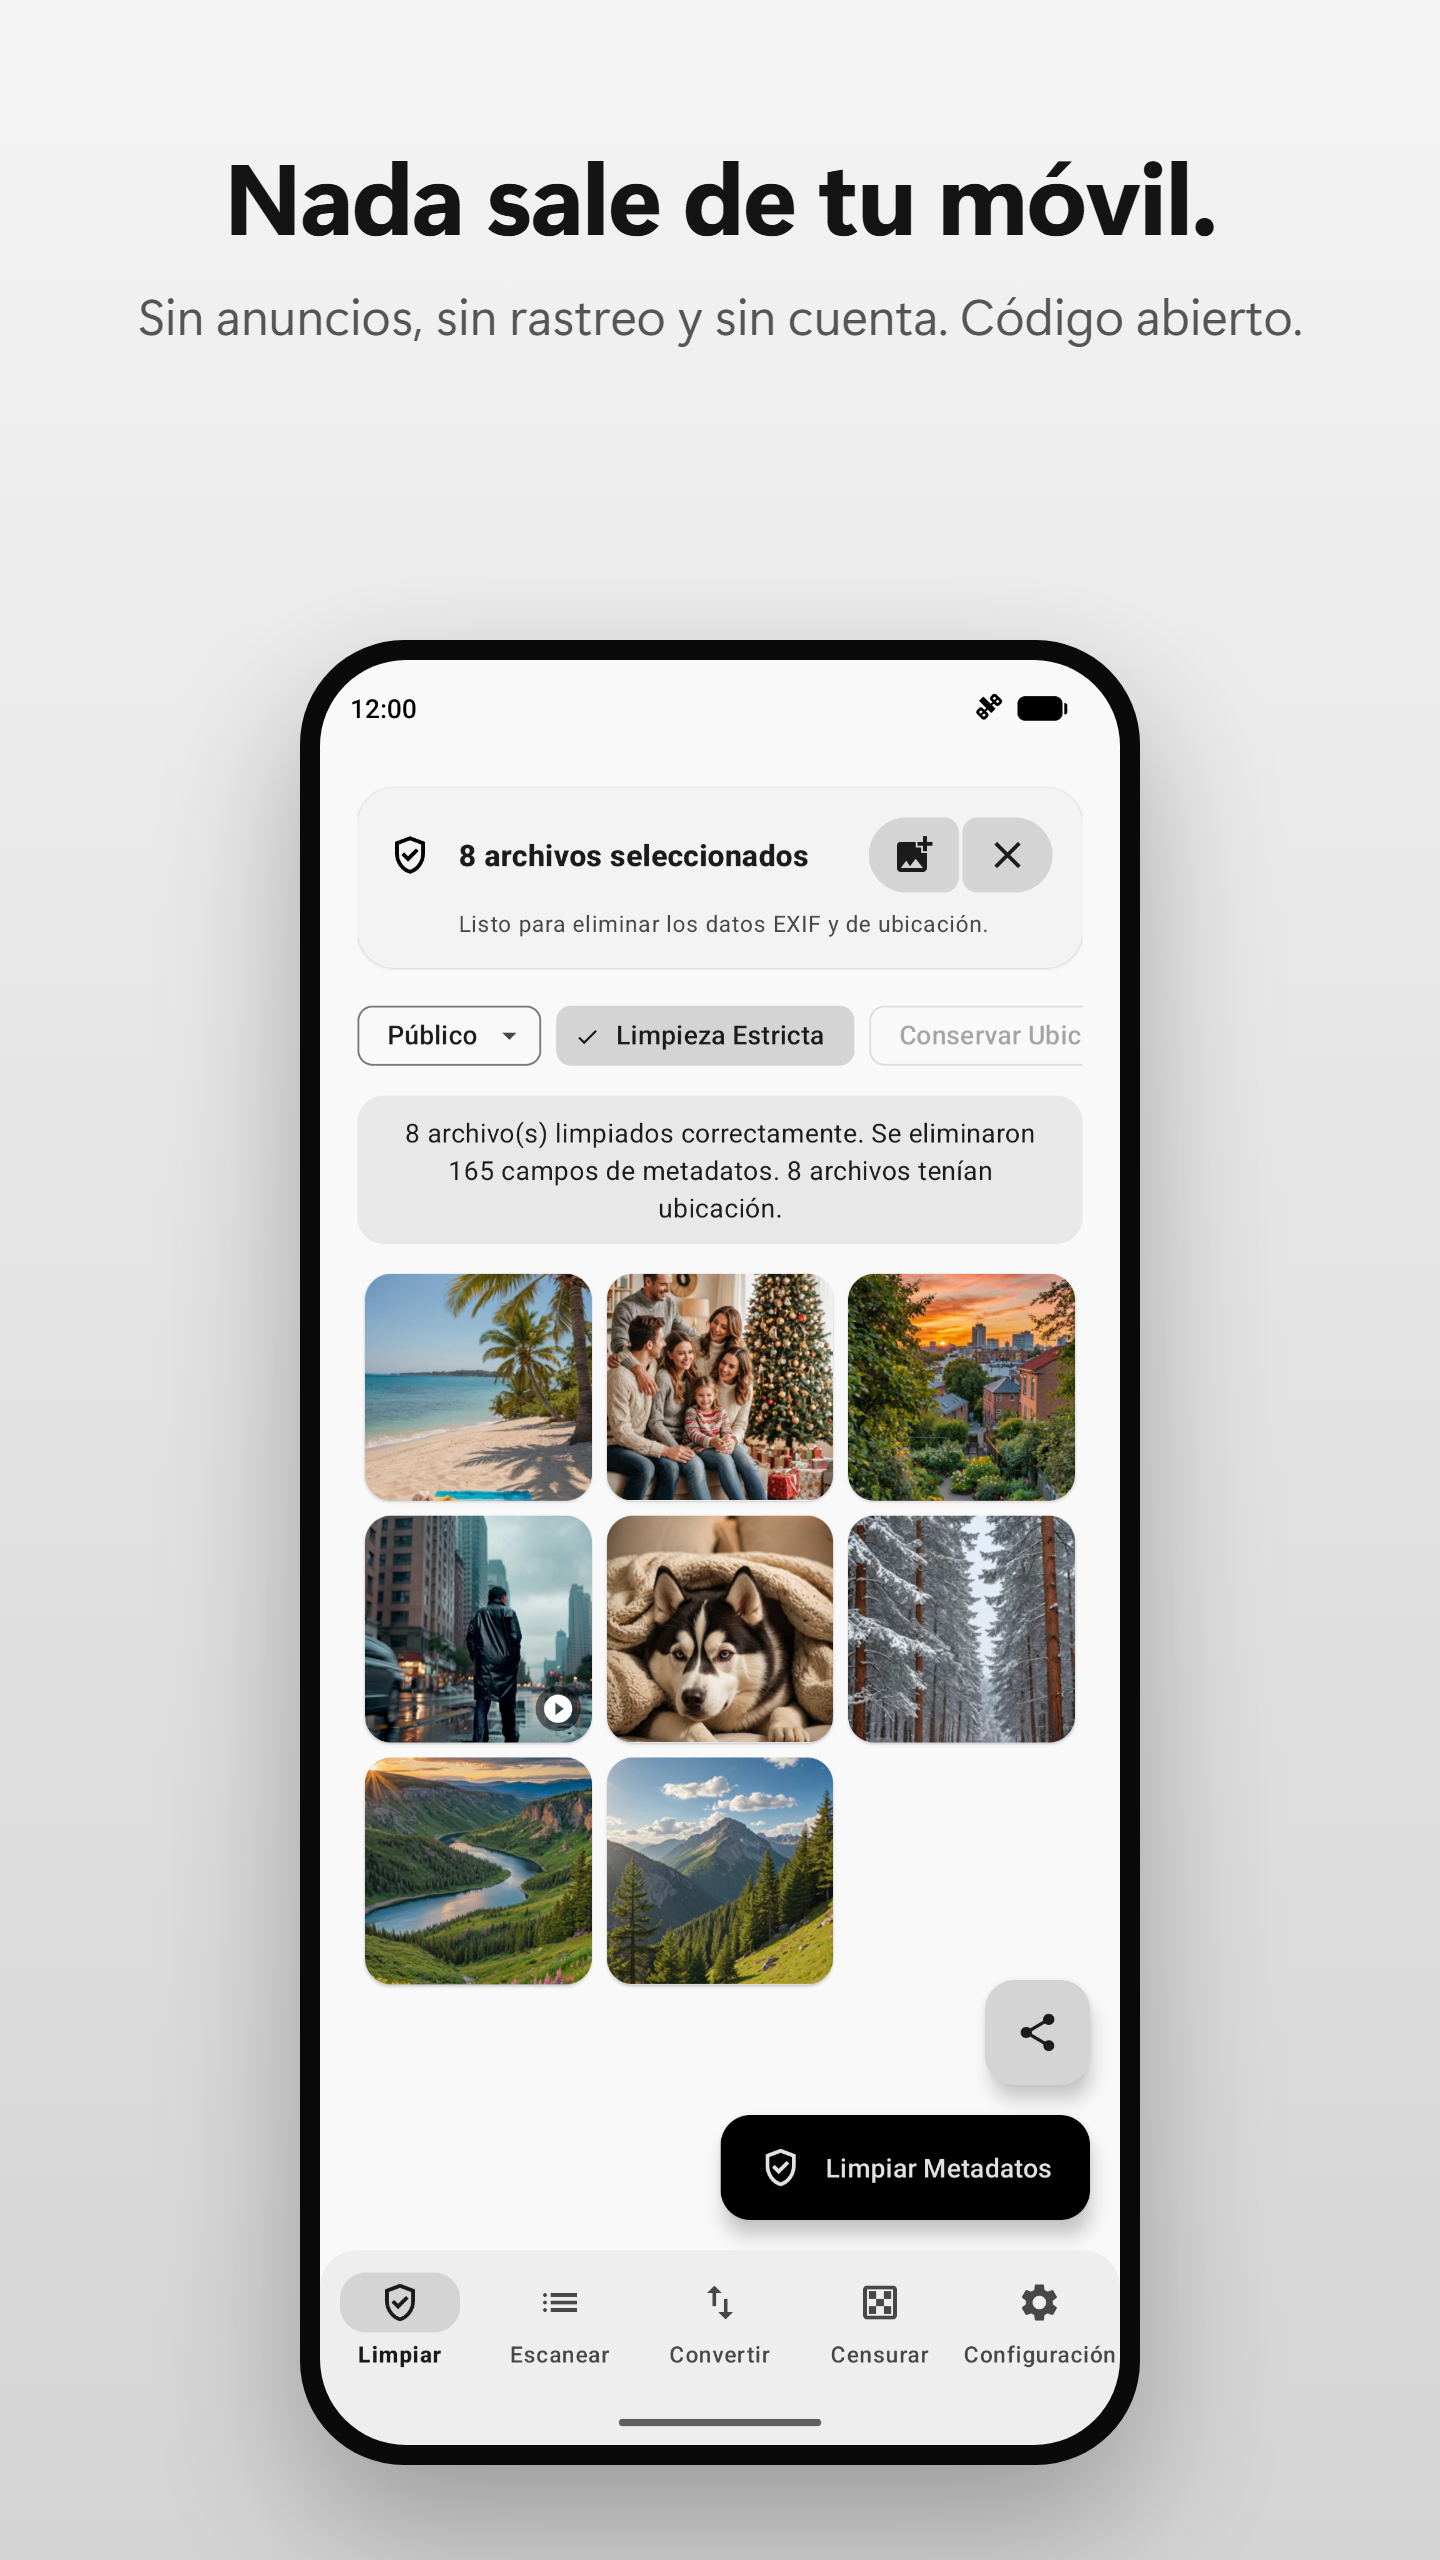 Nada sale de tu móvil.
Sin anuncios, sin rastreo y sin cuenta. Código abierto.
12:00
8 archivos seleccionados
Listo para eliminar los datos EXIF y de ubicación.
Público
Limpieza Estricta
Conservar Ubic
8 archivo(s) limpiados correctamente. Se eliminaron
165 campos de metadatos. 8 archivos tenían
ubicación.
Limpiar Metadatos
Limpiar
Escanear
Convertir
Censurar
Configuración